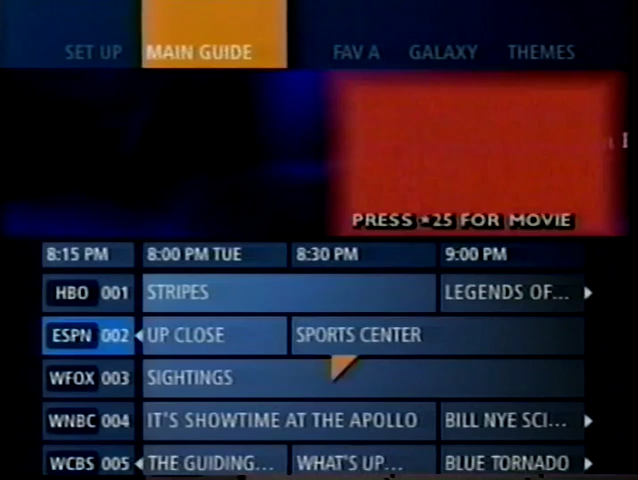 SET UP MAIN GUIDE FAV A GALAXY THEMES
PRESS *25 FOR MOVIE
8:15 PM 8:00 PM TUE 8:30 PM 9:00 PM
HBO 001 STRIPES LEGENDS OF...
ESPN 002 UP CLOSE SPORTS CENTER
WFOX 003 SIGHTINGS
WNBC 004 IT'S SHOWTIME AT THE APOLLO BILL NYE SCI...
WCBS 005 THE GUIDING... WHAT'S UP... BLUE TORNADO